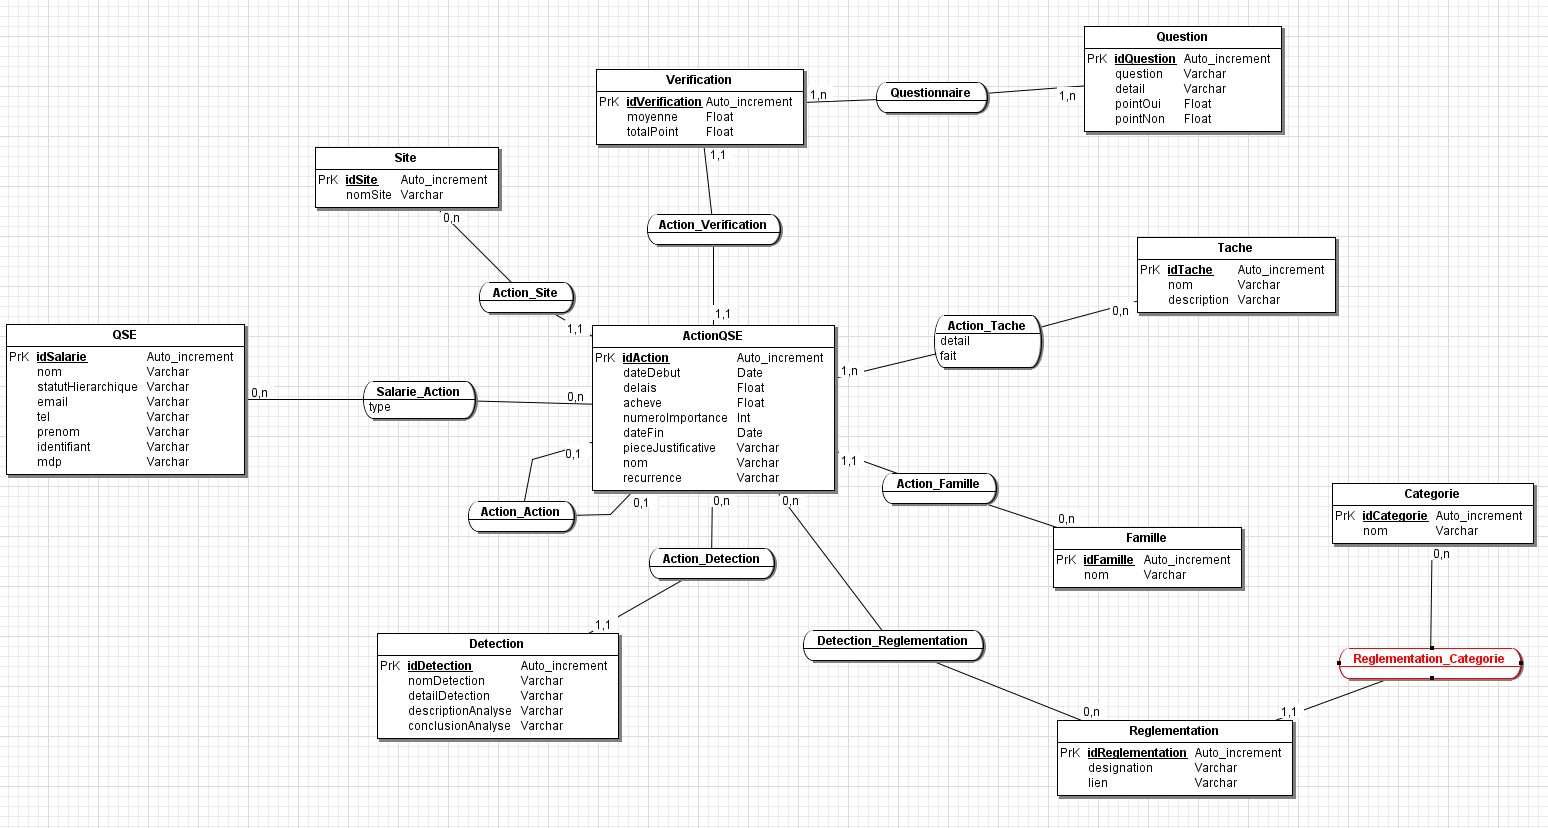 Question
PrK idQuestion Auto_increment
question Varchar
detail Varchar
pointOui Float
pointNon Float
Verification
PrK idVerification Auto_increment
moyenne Float
totalPoint Float
1,n
Questionnaire
1,n
1,1
Site
PrK idSite Auto_increment
nomSite Varchar
0,n
Action_Verification
Tache
PrK idTache Auto_increment
nom Varchar
description Varchar
0,n
Action_Site
1,1
1,1
Action_Tache
detail
fait
1,n
QSE
PrK idSalarie Auto_increment
nom Varchar
statutHierarchique Varchar
email Varchar
tel Varchar
prenom Varchar
identifiant Varchar
mdp Varchar
0,n
Salarie_Action
type
0,n
ActionQSE
PrK idAction Auto_increment
dateDebut Date
delais Float
acheve Float
numeroImportance Int
dateFin Date
pieceJustificative Varchar
nom Varchar
recurrence Varchar
0,1
Action_Action
0,1
0,n
0,n
1,1
Action_Famille
0,n
Famille
PrK idFamille Auto_increment
nom Varchar
Categorie
PrK idCategorie Auto_increment
nom Varchar
0,n
Action_Detection
1,1
Detection
PrK idDetection Auto_increment
nomDetection Varchar
detailDetection Varchar
descriptionAnalyse Varchar
conclusionAnalyse Varchar
Detection_Reglementation
0,n
Reglementation_Categorie
1,1
Reglementation
PrK idReglementation Auto_increment
designation Varchar
lien Varchar